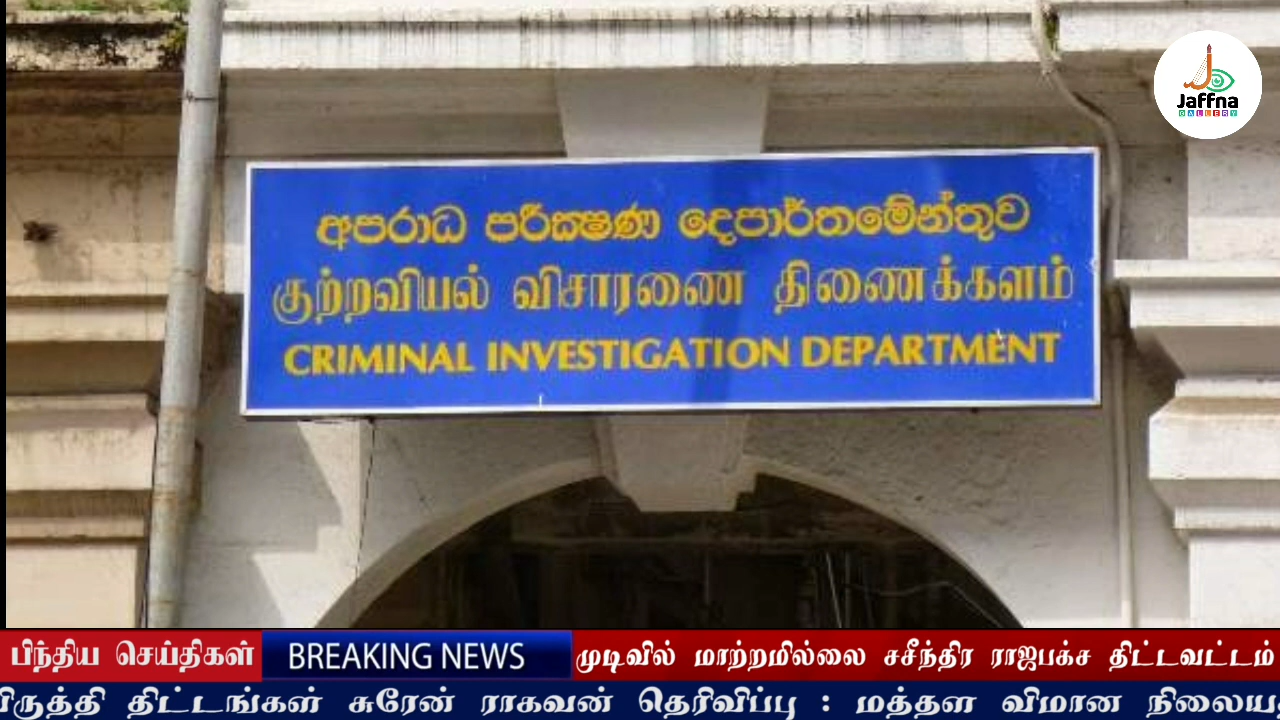 Jaffna
GALLERY
අපරාධ පරීක්ෂණ දෙපාර්තමේන්තුව
குற்றவியல் விசாரணை திணைக்களம்
CRIMINAL INVESTIGATION DEPARTMENT
பிந்திய செய்திகள் BREAKING NEWS முடிவில் மாற்றமில்லை சசீந்திர ராஜபக்ச திட்டவட்டம்
திட்டங்கள் சுரேன் ராகவன் தெரிவிப்பு : மத்தள விமான